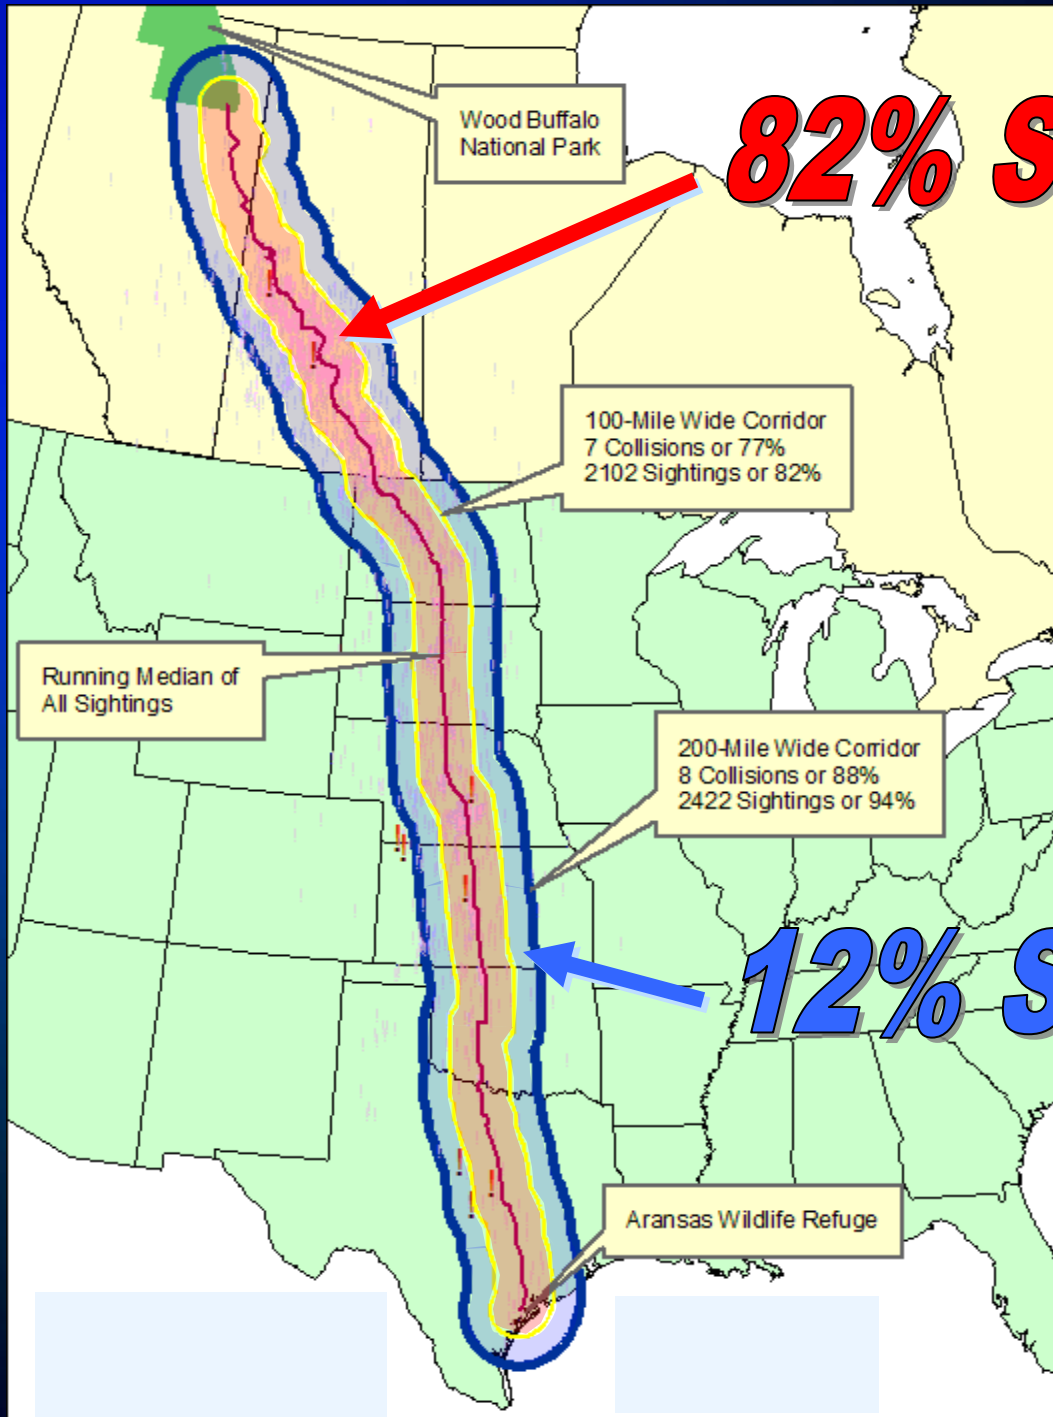 Wood Buffalo
National Park
82% S
100-Mile Wide Corridor
7 Collisions or 77%
2102 Sightings or 82%
Running Median of
All Sightings
200-Mile Wide Corridor
8 Collisions or 88%
2422 Sightings or 94%
12% S
Aransas Wildlife Refuge